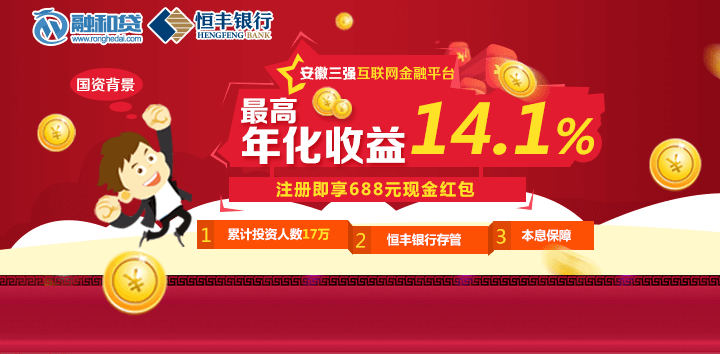 融和贷
www.ronghedai.com
恒丰银行
HENGFENG BANK
国资背景
安徽三强互联网金融平台
最高
年化收益14.1%
注册即享688元现金红包
1 累计投资人数17万
2 恒丰银行存管
3 本息保障